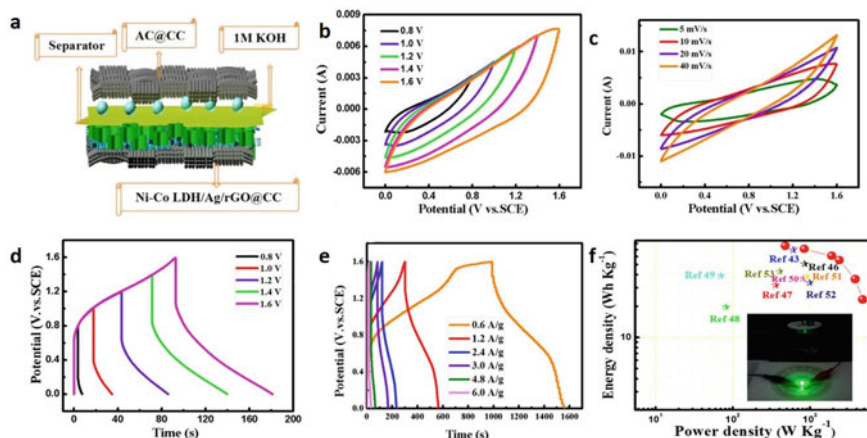 a
Separator
AC@CC
1M KOH
Ni-Co LDH/Ag/rGO@CC
b
0.009
0.006
0.003
0.000
-0.003
-0.006
Current (A)
0.8 V
1.0 V
1.2 V
1.4 V
1.6 V
0.0 0.4 0.8 1.2 1.6
Potential (V vs.SCE)
c
0.01
0.00
-0.01
Current (A)
5 mV/s
10 mV/s
20 mV/s
40 mV/s
0.0 0.4 0.8 1.2 1.6
Potential (V vs.SCE)
d
1.6
1.2
0.8
0.4
0.0
Potential (V.vs.SCE)
0.8 V
1.0 V
1.2 V
1.4 V
1.6 V
0 40 80 120 160 200
Time (s)
e
1.6
1.2
0.8
0.4
0.0
Potential (V.vs.SCE)
0.6 A/g
1.2 A/g
2.4 A/g
3.0 A/g
4.8 A/g
6.0 A/g
0 200 400 600 800 1000 1200 1400 1600
Time (s)
f
Energy density (Wh Kg⁻¹)
10
Ref 43
Ref 46
Ref 49
Ref 53
Ref 50
Ref 51
Ref 47
Ref 52
Ref 48
10¹ 10² 10³
Power density (W Kg⁻¹)